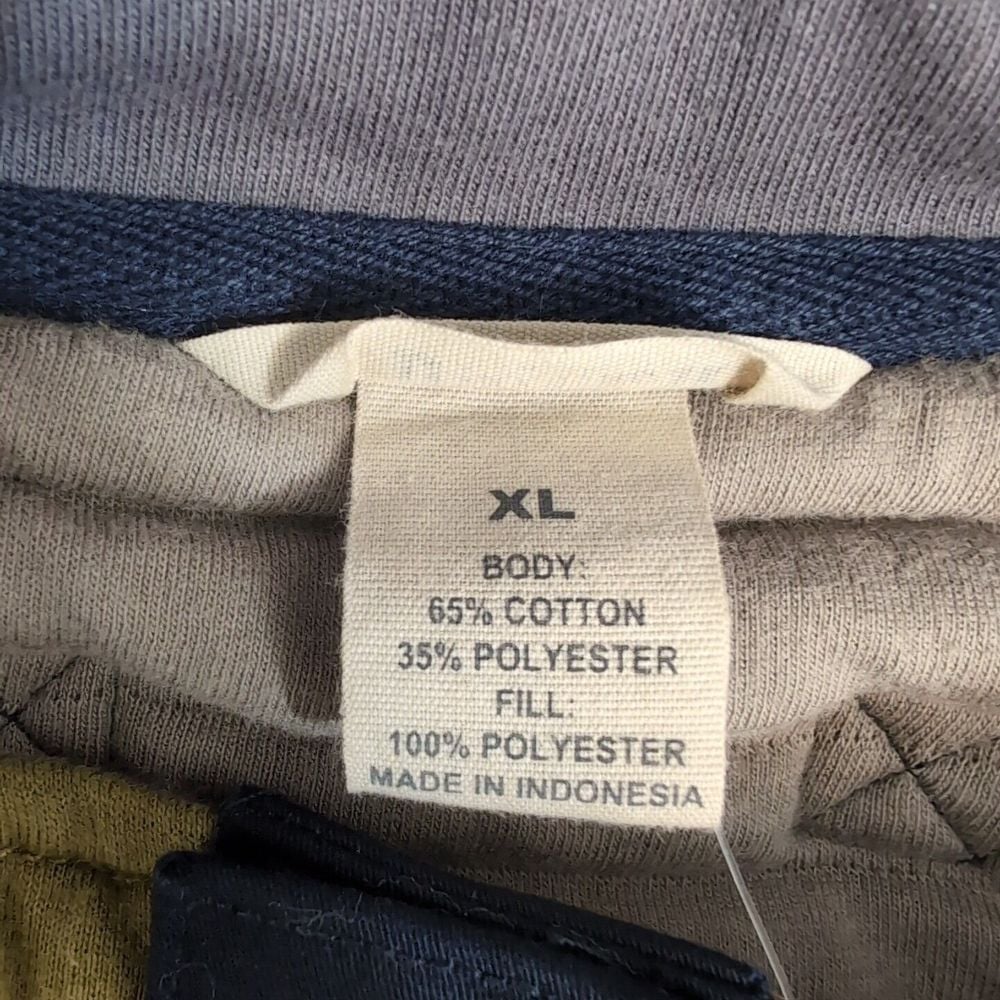 XL
BODY:
65% COTTON
35% POLYESTER
FILL:
100% POLYESTER
MADE IN INDONESIA